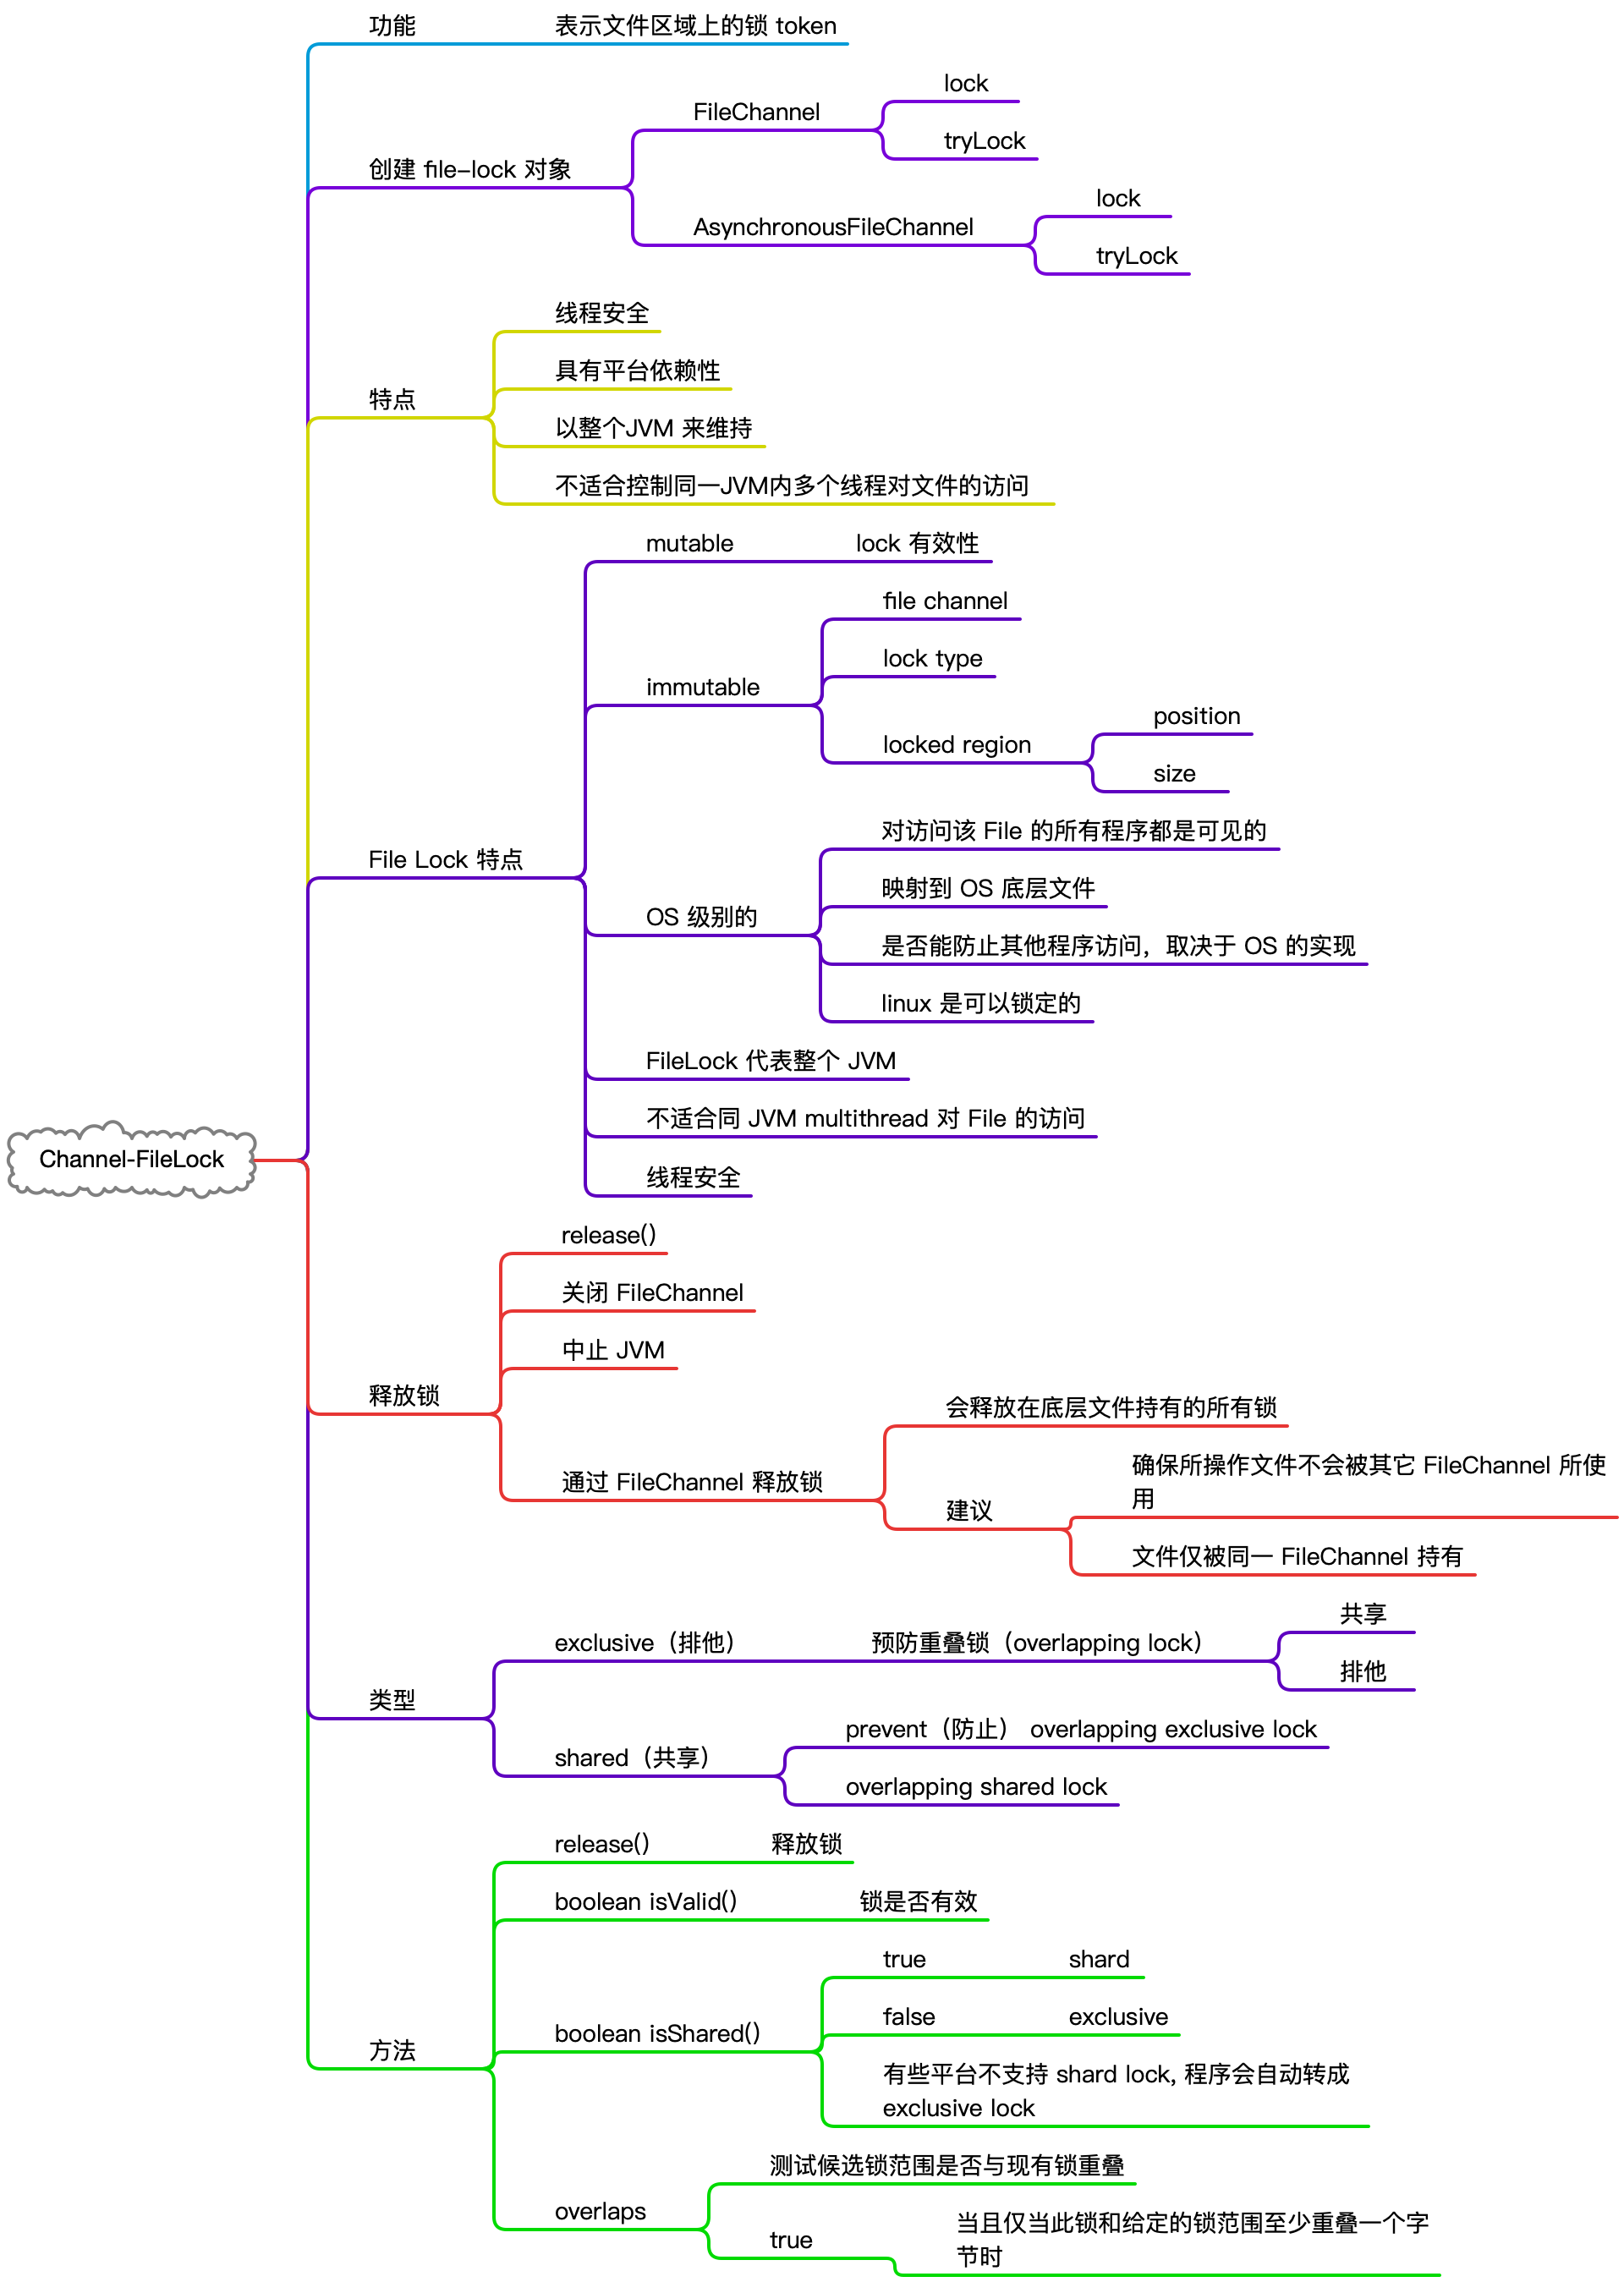 功能
表示文件区域上的锁 token
创建 file-lock 对象
FileChannel
lock
tryLock
AsynchronousFileChannel
lock
tryLock
特点
线程安全
具有平台依赖性
以整个JVM 来维持
不适合控制同一JVM内多个线程对文件的访问
File Lock 特点
mutable
lock 有效性
immutable
file channel
lock type
locked region
position
size
OS 级别的
对访问该 File 的所有程序都是可见的
映射到 OS 底层文件
是否能防止其他程序访问，取决于 OS 的实现
linux 是可以锁定的
FileLock 代表整个 JVM
不适合同 JVM multithread 对 File 的访问
线程安全
Channel-FileLock
释放锁
release()
关闭 FileChannel
中止 JVM
通过 FileChannel 释放锁
会释放在底层文件持有的所有锁
建议
确保所操作文件不会被其它 FileChannel 所使
用
文件仅被同一 FileChannel 持有
类型
exclusive（排他）
预防重叠锁（overlapping lock）
共享
排他
shared（共享）
prevent（防止） overlapping exclusive lock
overlapping shared lock
方法
release()
释放锁
boolean isValid()
锁是否有效
boolean isShared()
true
shard
false
exclusive
有些平台不支持 shard lock, 程序会自动转成
exclusive lock
overlaps
测试候选锁范围是否与现有锁重叠
true
当且仅当此锁和给定的锁范围至少重叠一个字
节时